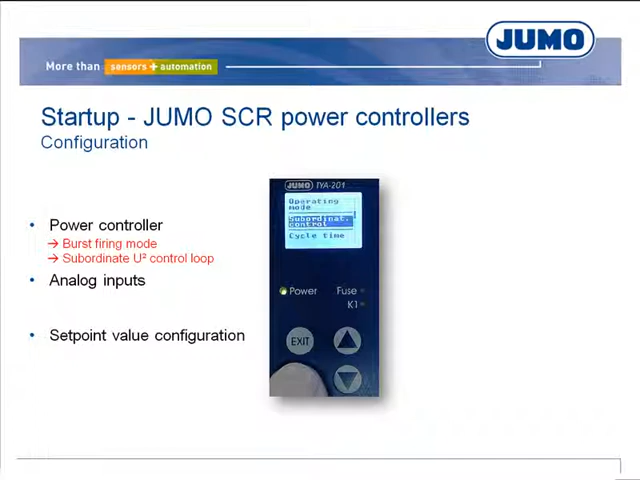 JUMO
More than sensors + automation
Startup - JUMO SCR power controllers
Configuration
• Power controller
→ Burst firing mode
→ Subordinate U² control loop
• Analog inputs
• Setpoint value configuration
JUMO TYA-201
Operating
mode
Subordinat.
control
Cycle time
Power
Fuse
K1
EXIT